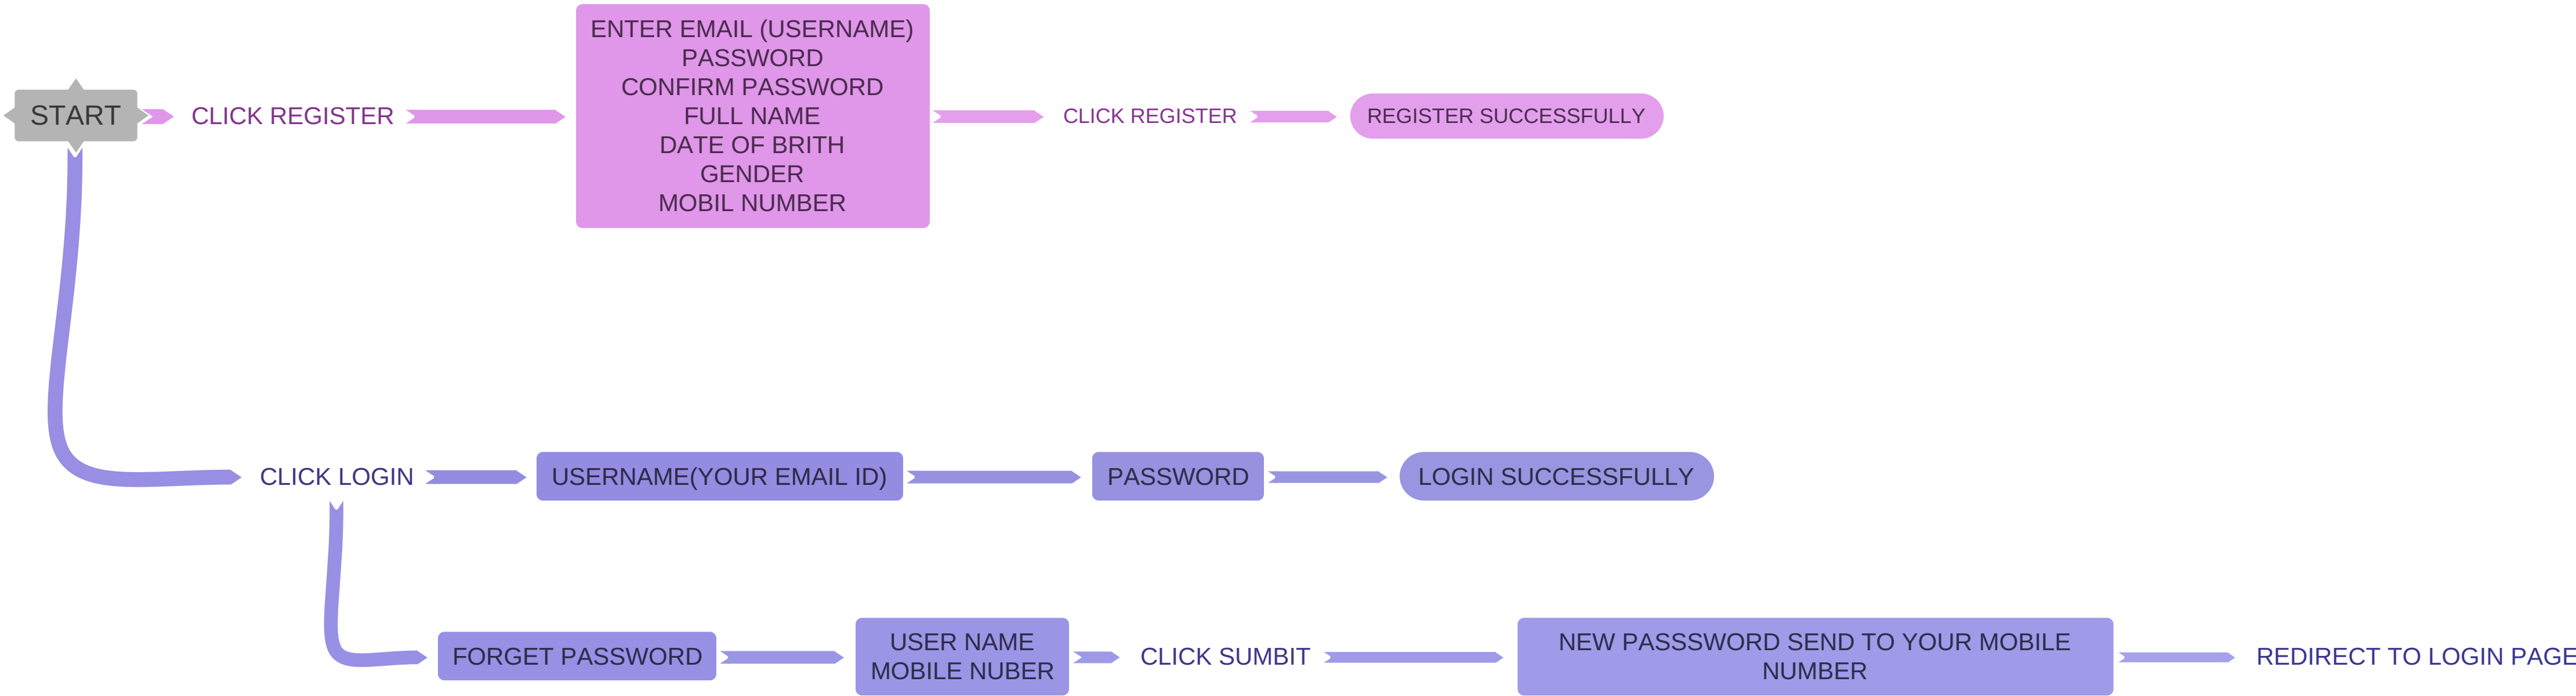 START
CLICK REGISTER
ENTER EMAIL (USERNAME)
PASSWORD
CONFIRM PASSWORD
FULL NAME
DATE OF BRITH
GENDER
MOBIL NUMBER
CLICK REGISTER
REGISTER SUCCESSFULLY
CLICK LOGIN
USERNAME(YOUR EMAIL ID)
PASSWORD
LOGIN SUCCESSFULLY
FORGET PASSWORD
USER NAME
MOBILE NUBER
CLICK SUMBIT
NEW PASSSWORD SEND TO YOUR MOBILE
NUMBER
REDIRECT TO LOGIN PAGE